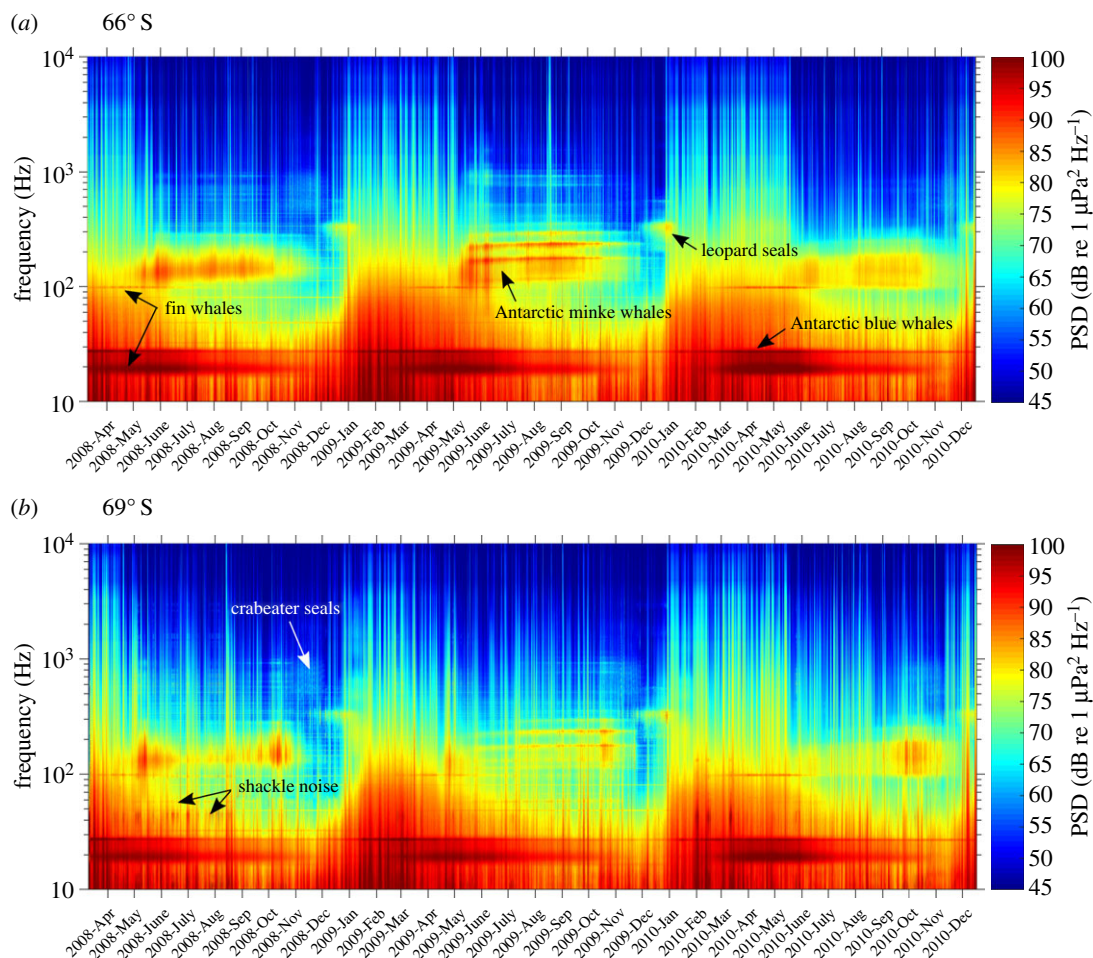 (a) 66° S
10⁴
10³
10²
10
frequency (Hz)
fin whales
Antarctic minke whales
leopard seals
Antarctic blue whales
100
95
90
85
80
75
70
65
60
55
50
45
PSD (dB re 1 µPa² Hz⁻¹)
2008-Apr
2008-May
2008-June
2008-July
2008-Aug
2008-Sep
2008-Oct
2008-Nov
2008-Dec
2009-Jan
2009-Feb
2009-Mar
2009-Apr
2009-May
2009-June
2009-July
2009-Aug
2009-Sep
2009-Oct
2009-Nov
2009-Dec
2010-Jan
2010-Feb
2010-Mar
2010-Apr
2010-May
2010-June
2010-July
2010-Aug
2010-Sep
2010-Oct
2010-Nov
2010-Dec
(b) 69° S
10⁴
10³
10²
10
frequency (Hz)
crabeater seals
shackle noise
100
95
90
85
80
75
70
65
60
55
50
45
PSD (dB re 1 µPa² Hz⁻¹)
2008-Apr
2008-May
2008-June
2008-July
2008-Aug
2008-Sep
2008-Oct
2008-Nov
2008-Dec
2009-Jan
2009-Feb
2009-Mar
2009-Apr
2009-May
2009-June
2009-July
2009-Aug
2009-Sep
2009-Oct
2009-Nov
2009-Dec
2010-Jan
2010-Feb
2010-Mar
2010-Apr
2010-May
2010-June
2010-July
2010-Aug
2010-Sep
2010-Oct
2010-Nov
2010-Dec